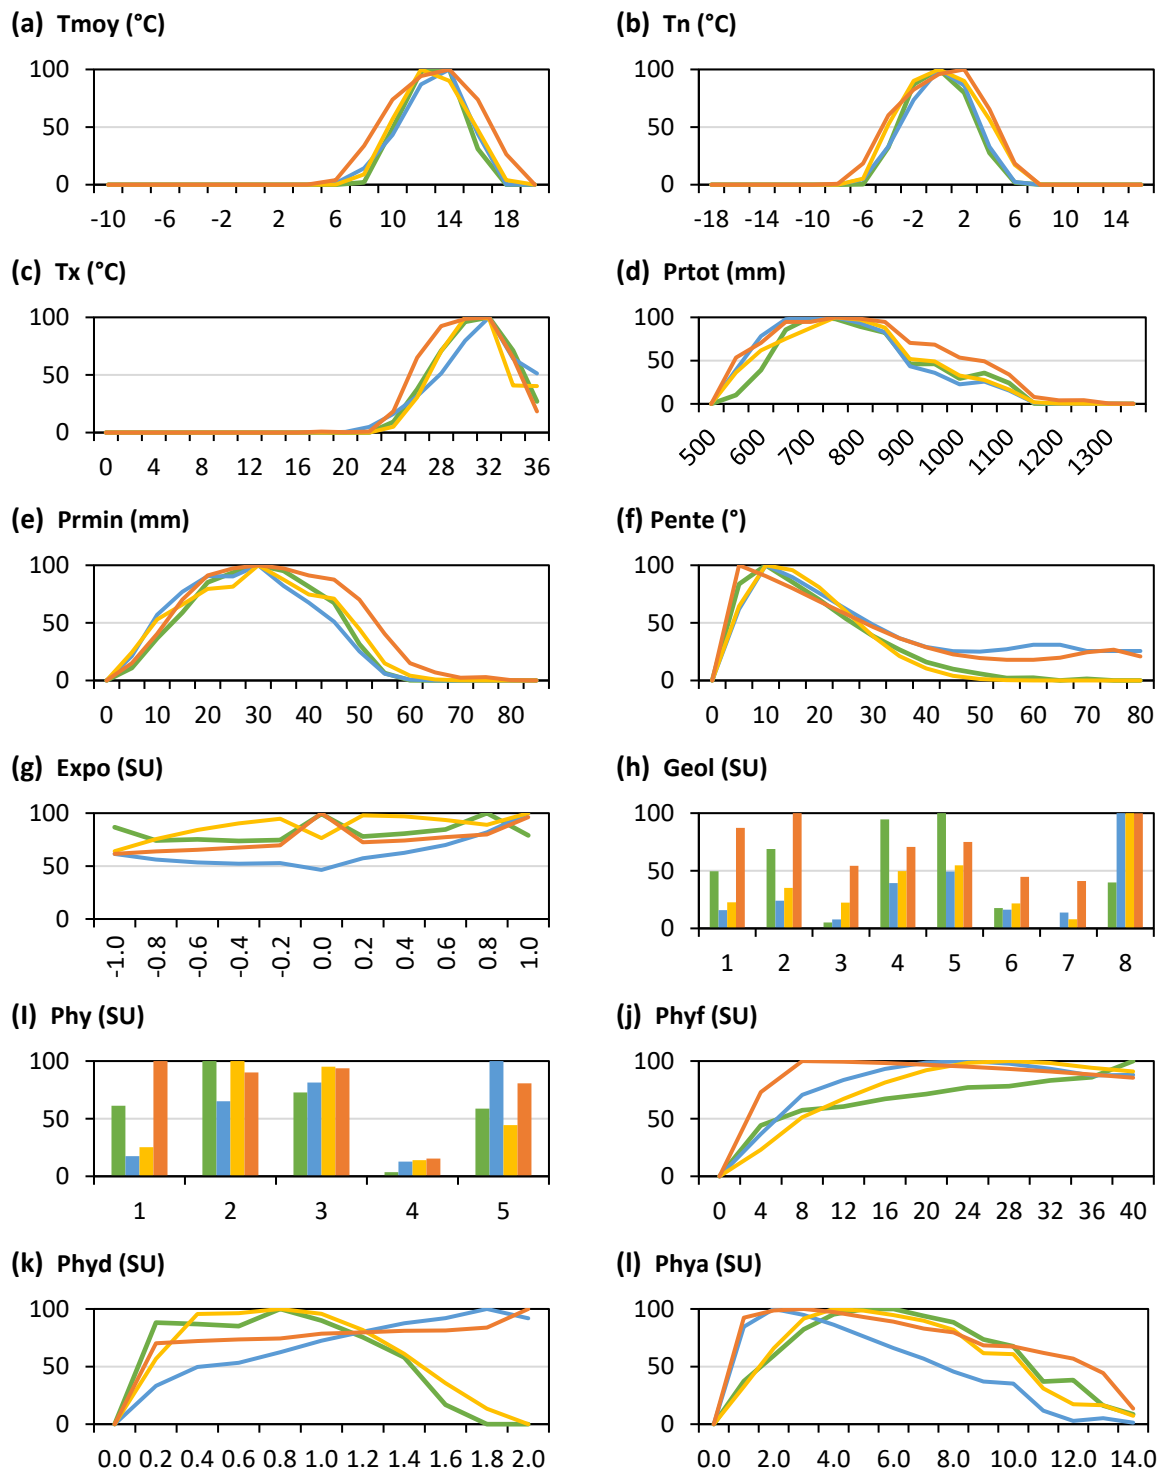 (a) Tmoy (°C)
100
50
0
-10 -6 -2 2 6 10 14 18
(b) Tn (°C)
100
50
0
-18 -14 -10 -6 -2 2 6 10 14
(c) Tx (°C)
100
50
0
0 4 8 12 16 20 24 28 32 36
(d) Prtot (mm)
100
50
0
500 600 700 800 900 1000 1100 1200 1300
(e) Prmin (mm)
100
50
0
0 10 20 30 40 50 60 70 80
(f) Pente (°)
100
50
0
0 10 20 30 40 50 60 70 80
(g) Expo (SU)
100
50
0
-1.0 -0.8 -0.6 -0.4 -0.2 0.0 0.2 0.4 0.6 0.8 1.0
(h) Geol (SU)
100
50
0
1 2 3 4 5 6 7 8
(I) Phy (SU)
100
50
0
1 2 3 4 5
(j) Phyf (SU)
100
50
0
0 4 8 12 16 20 24 28 32 36 40
(k) Phyd (SU)
100
50
0
0.0 0.2 0.4 0.6 0.8 1.0 1.2 1.4 1.6 1.8 2.0
(l) Phya (SU)
100
50
0
0.0 2.0 4.0 6.0 8.0 10.0 12.0 14.0